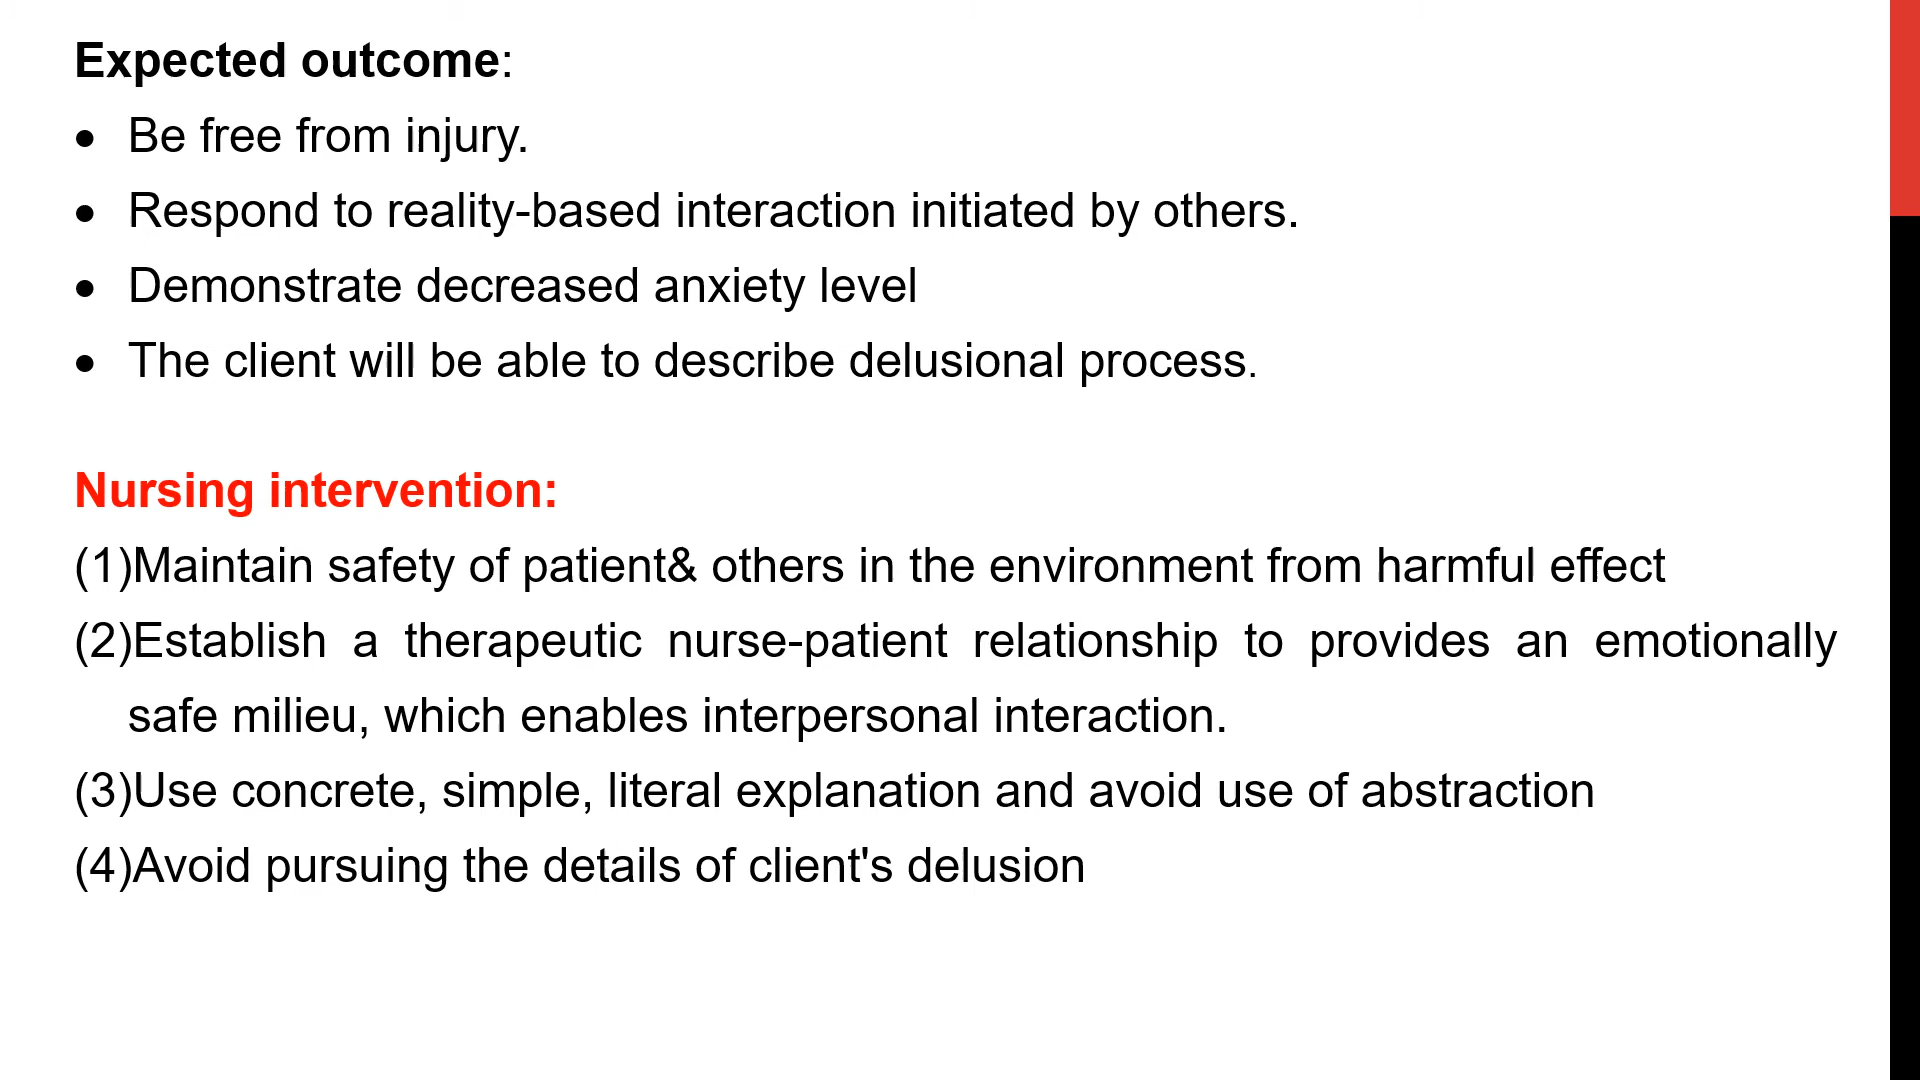 Expected outcome:
• Be free from injury.
• Respond to reality-based interaction initiated by others.
• Demonstrate decreased anxiety level
• The client will be able to describe delusional process.
Nursing intervention:
(1)Maintain safety of patient& others in the environment from harmful effect
(2)Establish a therapeutic nurse-patient relationship to provides an emotionally
safe milieu, which enables interpersonal interaction.
(3)Use concrete, simple, literal explanation and avoid use of abstraction
(4)Avoid pursuing the details of client's delusion